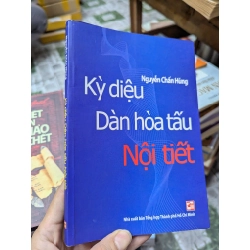 Nguyễn Chấn Hùng
Kỳ diệu
Dàn hòa tấu
Nội tiết
Nhà xuất bản Tổng hợp Thành phố Hồ Chí Minh